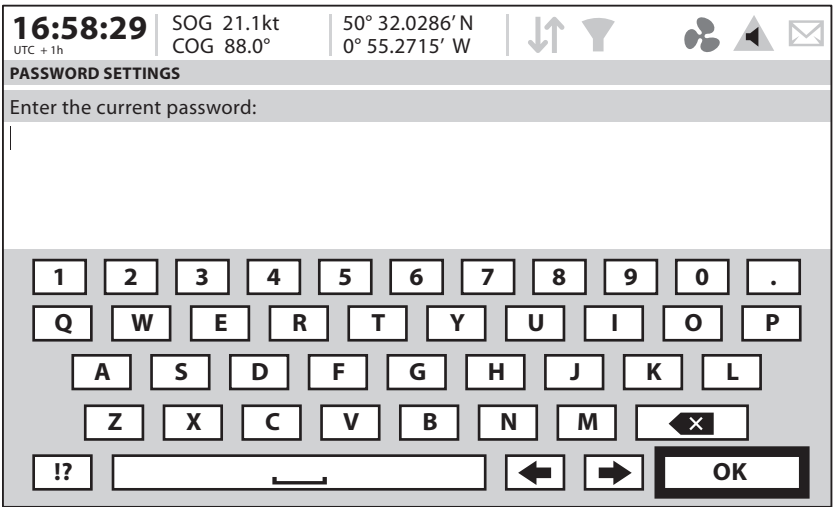 16:58:29 SOG 21.1kt 50° 32.0286′ N
UTC + 1h COG 88.0° 0° 55.2715′ W
PASSWORD SETTINGS
Enter the current password:
1 2 3 4 5 6 7 8 9 0 .
Q W E R T Y U I O P
A S D F G H J K L
Z X C V B N M
!? OK